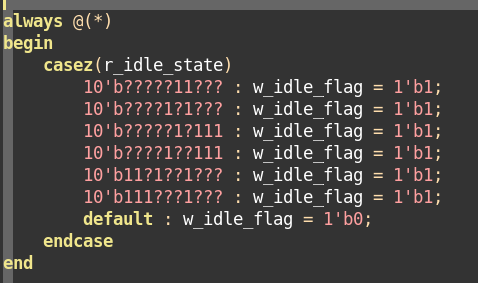 always @(*)
begin
    casez(r_idle_state)
        10'b?????11??? : w_idle_flag = 1'b1;
        10'b????1?1??? : w_idle_flag = 1'b1;
        10'b?????1?111 : w_idle_flag = 1'b1;
        10'b????1??111 : w_idle_flag = 1'b1;
        10'b11?1??1??? : w_idle_flag = 1'b1;
        10'b111???1??? : w_idle_flag = 1'b1;
        default : w_idle_flag = 1'b0;
    endcase
end